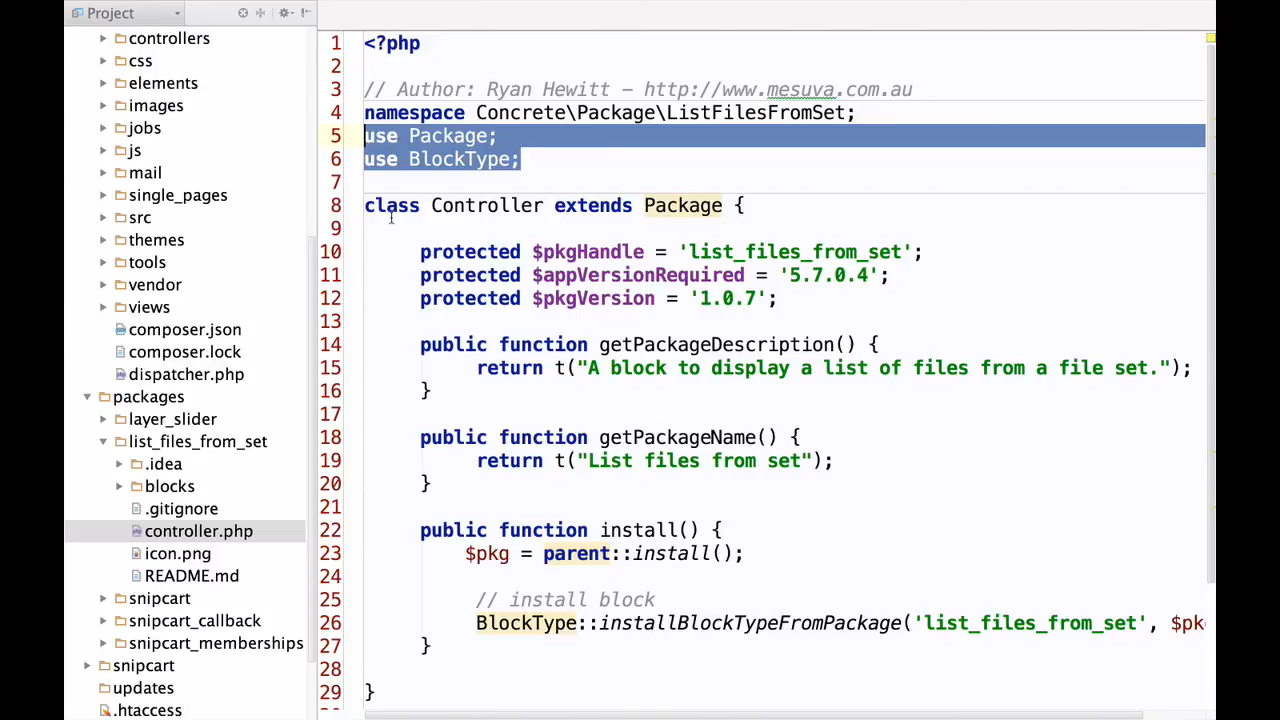 Project
controllers
css
elements
images
jobs
js
mail
single_pages
src
themes
tools
vendor
views
composer.json
composer.lock
dispatcher.php
packages
layer_slider
list_files_from_set
.idea
blocks
.gitignore
controller.php
icon.png
README.md
snipcart
snipcart_callback
snipcart_memberships
snipcart
updates
.htaccess
1 <?php
2
3 // Author: Ryan Hewitt – http://www.mesuva.com.au
4 namespace Concrete\Package\ListFilesFromSet;
5 use Package;
6 use BlockType;
7
8 class Controller extends Package {
9
10 protected $pkgHandle = 'list_files_from_set';
11 protected $appVersionRequired = '5.7.0.4';
12 protected $pkgVersion = '1.0.7';
13
14 public function getPackageDescription() {
15 return t("A block to display a list of files from a file set.");
16 }
17
18 public function getPackageName() {
19 return t("List files from set");
20 }
21
22 public function install() {
23 $pkg = parent::install();
24
25 // install block
26 BlockType::installBlockTypeFromPackage('list_files_from_set', $pk
27 }
28
29 }